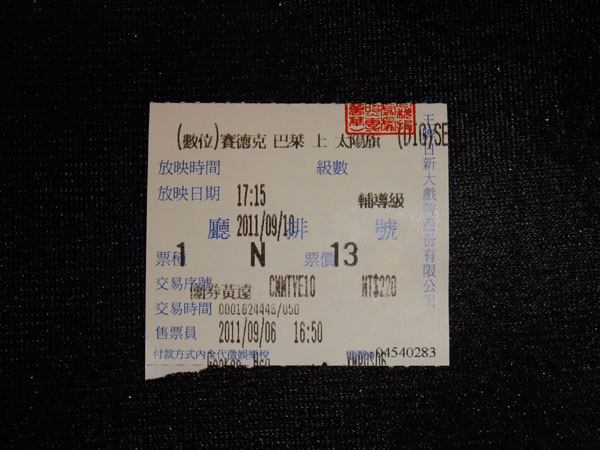 (數位)賽德克 巴萊 上 太陽旗 (DIG)SE
放映時間 級數
放映日期 17:15 輔導級
廳 2011/09/10 排 號
1 N 13
票種 票價
交易序號 團券黃遠 CMMTVE10 NT$220
交易時間 0001624448/050
售票員 2011/09/06 16:50
付款方式內含代徵娛樂稅 04540283
日新大戲院股份有限公司